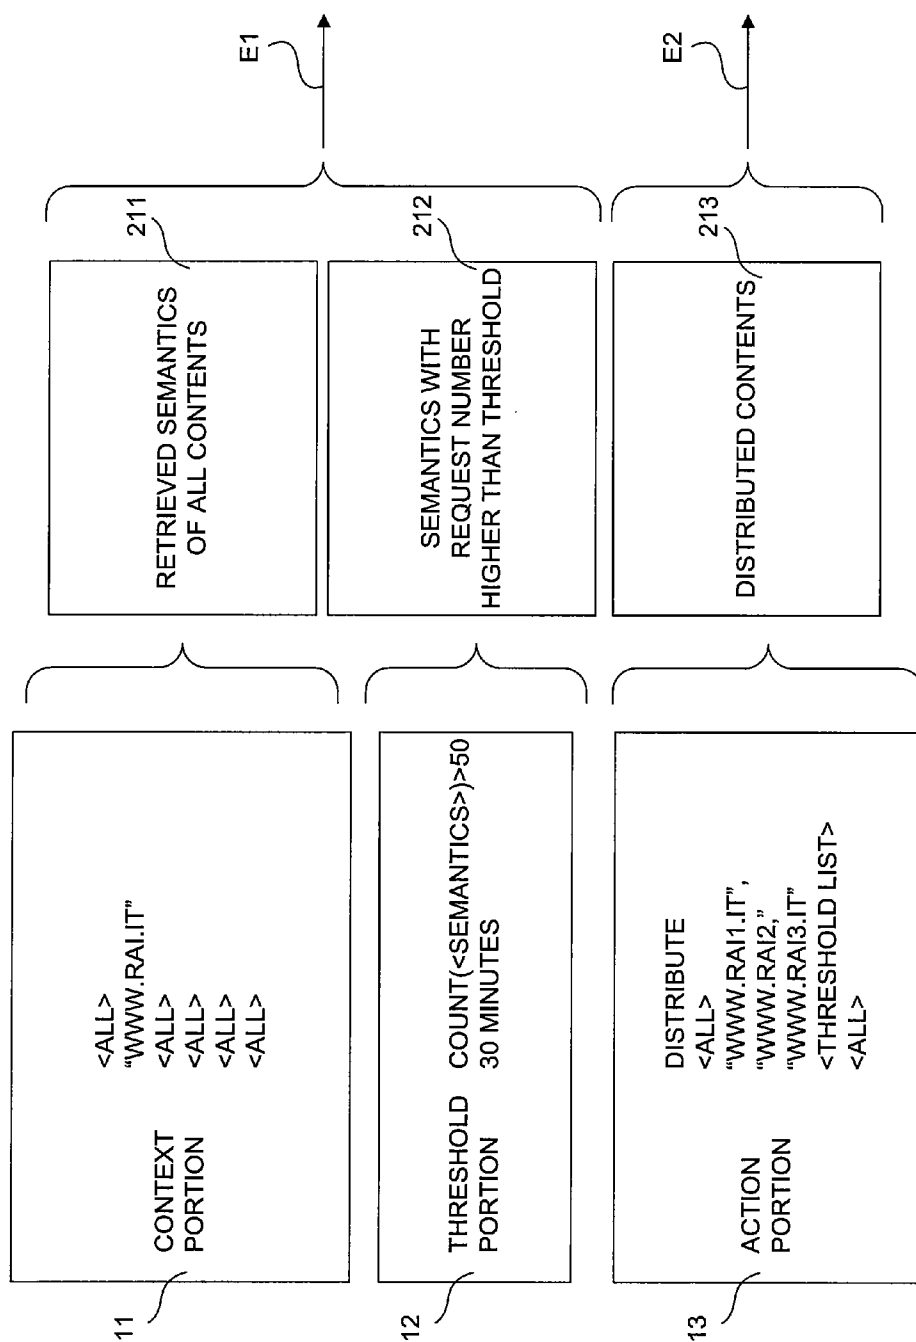 11
CONTEXT
PORTION
<ALL>
“WWW.RAI.IT”
<ALL>
<ALL>
<ALL>
<ALL>
211
RETRIEVED SEMANTICS
OF ALL CONTENTS
E1
12
THRESHOLD
PORTION
COUNT(<SEMANTICS>)>50
30 MINUTES
212
SEMANTICS WITH
REQUEST NUMBER
HIGHER THAN THRESHOLD
13
ACTION
PORTION
DISTRIBUTE
<ALL>
“WWW.RAI1.IT”,
“WWW.RAI2,”
“WWW.RAI3.IT”
<THRESHOLD LIST>
<ALL>
213
DISTRIBUTED CONTENTS
E2